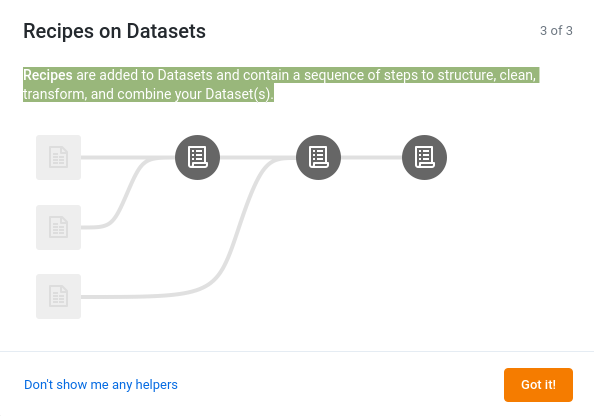 Recipes on Datasets
3 of 3
Recipes are added to Datasets and contain a sequence of steps to structure, clean,
transform, and combine your Dataset(s).
Don't show me any helpers
Got it!